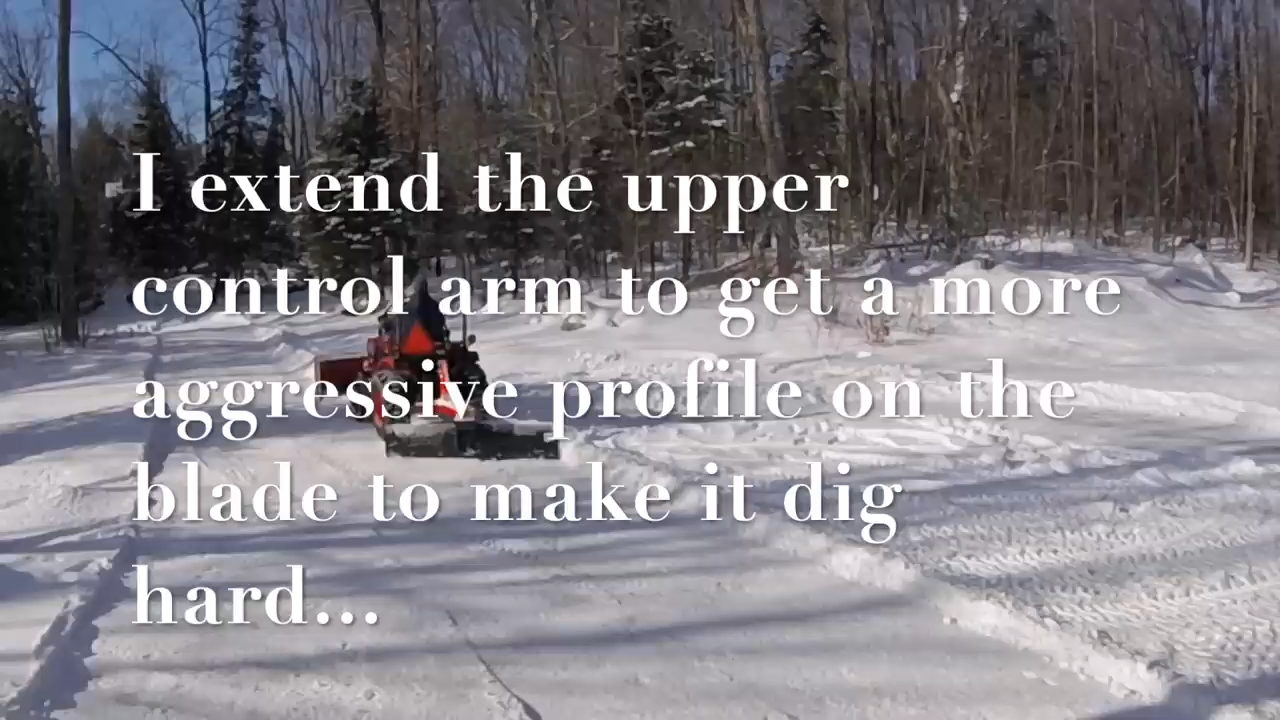 I extend the upper
control arm to get a more
aggressive profile on the
blade to make it dig
hard...